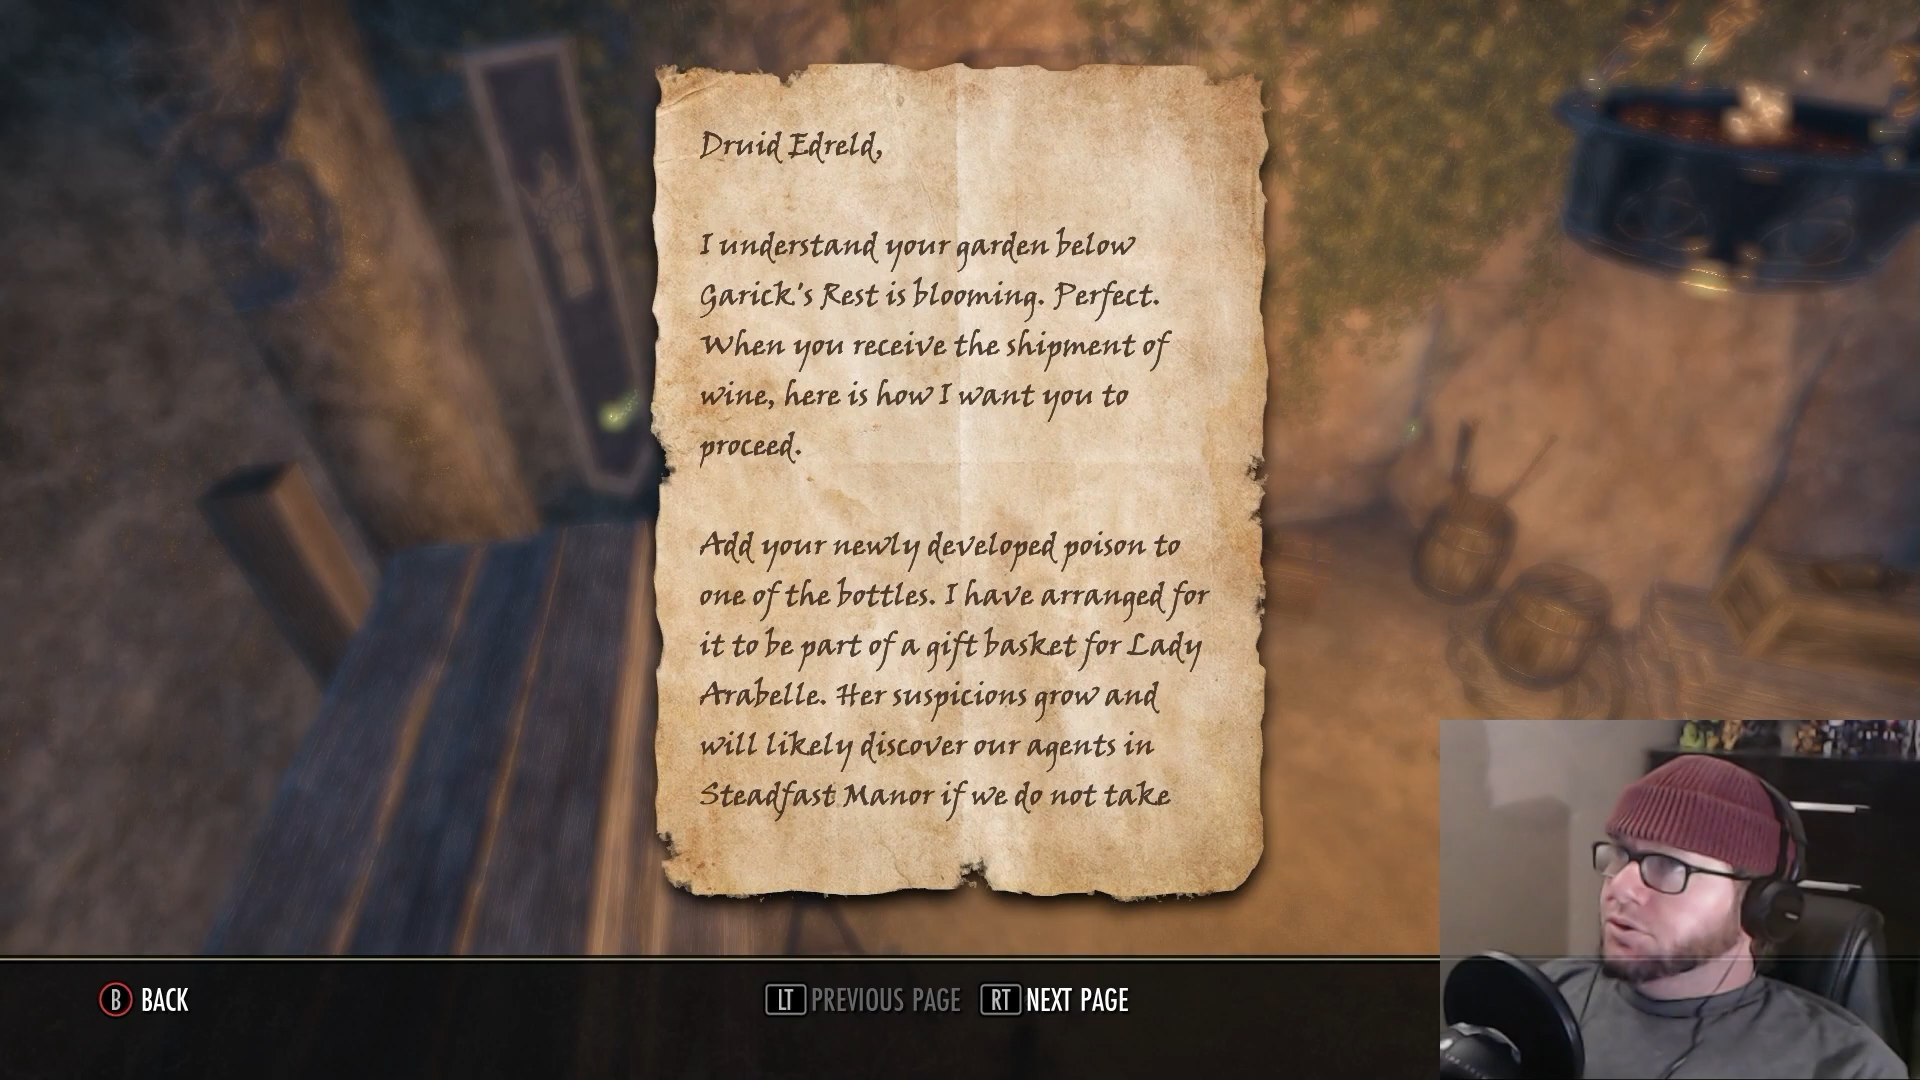 Druid Edreld,
I understand your garden below
Garick's Rest is blooming. Perfect.
When you receive the shipment of
wine, here is how I want you to
proceed.
Add your newly developed poison to
one of the bottles. I have arranged for
it to be part of a gift basket for Lady
Arabelle. Her suspicions grow and
will likely discover our agents in
Steadfast Manor if we do not take
B BACK
LT PREVIOUS PAGE RT NEXT PAGE